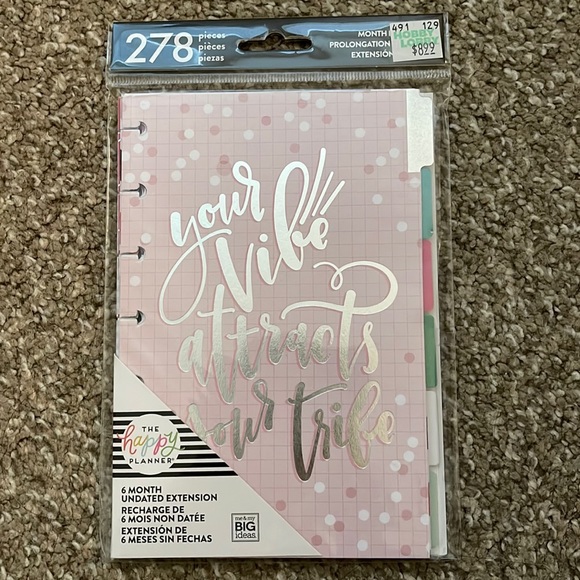 278 pieces
pièces
piezas
491 129
HOBBY
LOBBY
$8.99
MONTH
PROLONGATION
EXTENSIÓN
your
vibe
attracts
your tribe
THE
happy
PLANNER®
6 MONTH
UNDATED EXTENSION
RECHARGE DE
6 MOIS NON DATÉE
EXTENSIÓN DE
6 MESES SIN FECHAS
me & my
BIG
ideas